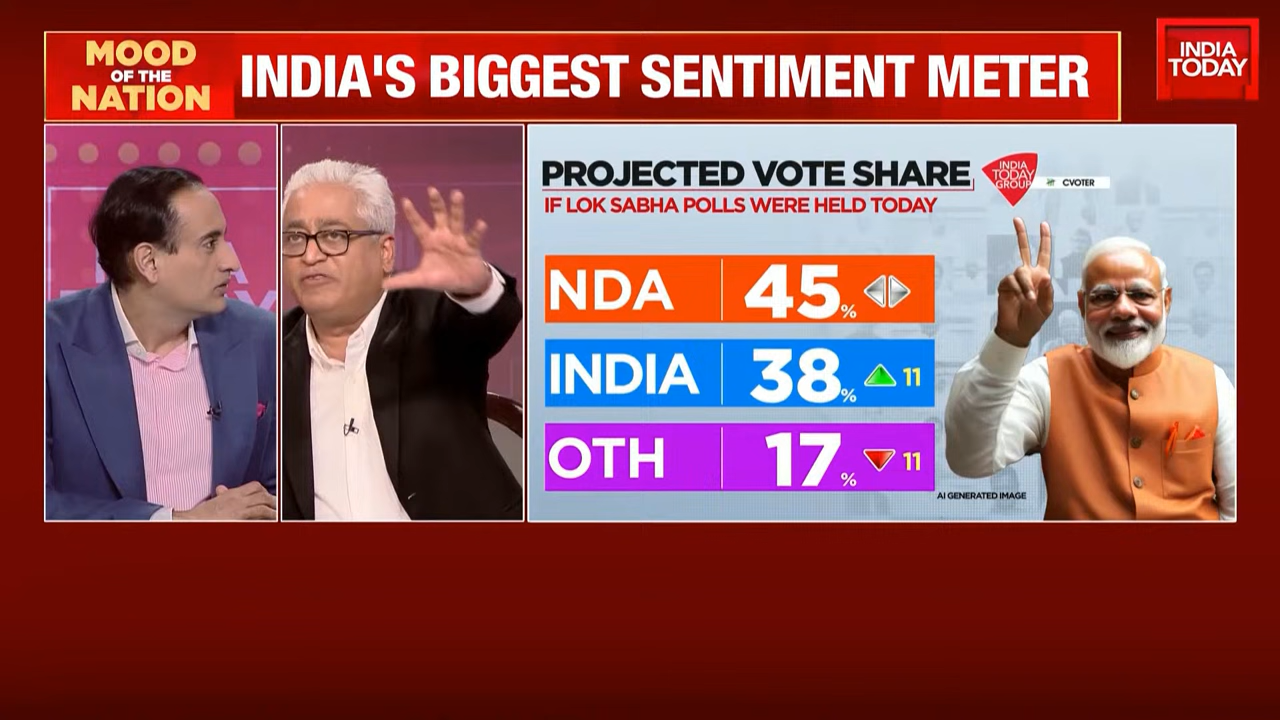 MOOD
OF THE
NATION
INDIA'S BIGGEST SENTIMENT METER
INDIA
TODAY
PROJECTED VOTE SHARE
IF LOK SABHA POLLS WERE HELD TODAY
INDIA
TODAY
GROUP
CVOTER
NDA 45%
INDIA 38% 11
OTH 17% 11
AI GENERATED IMAGE